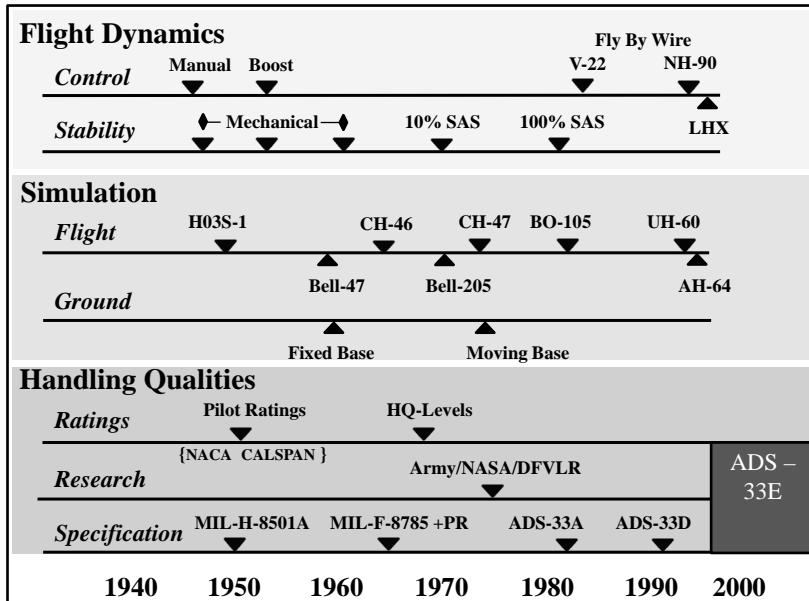 Flight Dynamics
Fly By Wire
Manual Boost V-22 NH-90
Control
Mechanical 10% SAS 100% SAS
Stability LHX
Simulation
H03S-1 CH-46 CH-47 BO-105 UH-60
Flight
Bell-47 Bell-205 AH-64
Ground
Fixed Base Moving Base
Handling Qualities
Pilot Ratings HQ-Levels
Ratings
{NACA CALSPAN }
Army/NASA/DFVLR
Research
ADS –
33E
MIL-H-8501A MIL-F-8785 +PR ADS-33A ADS-33D
Specification
1940 1950 1960 1970 1980 1990 2000